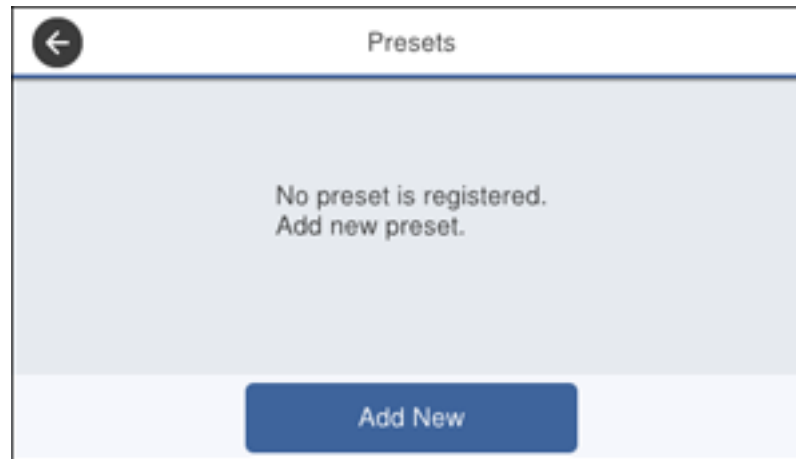 Presets
No preset is registered.
Add new preset.
Add New